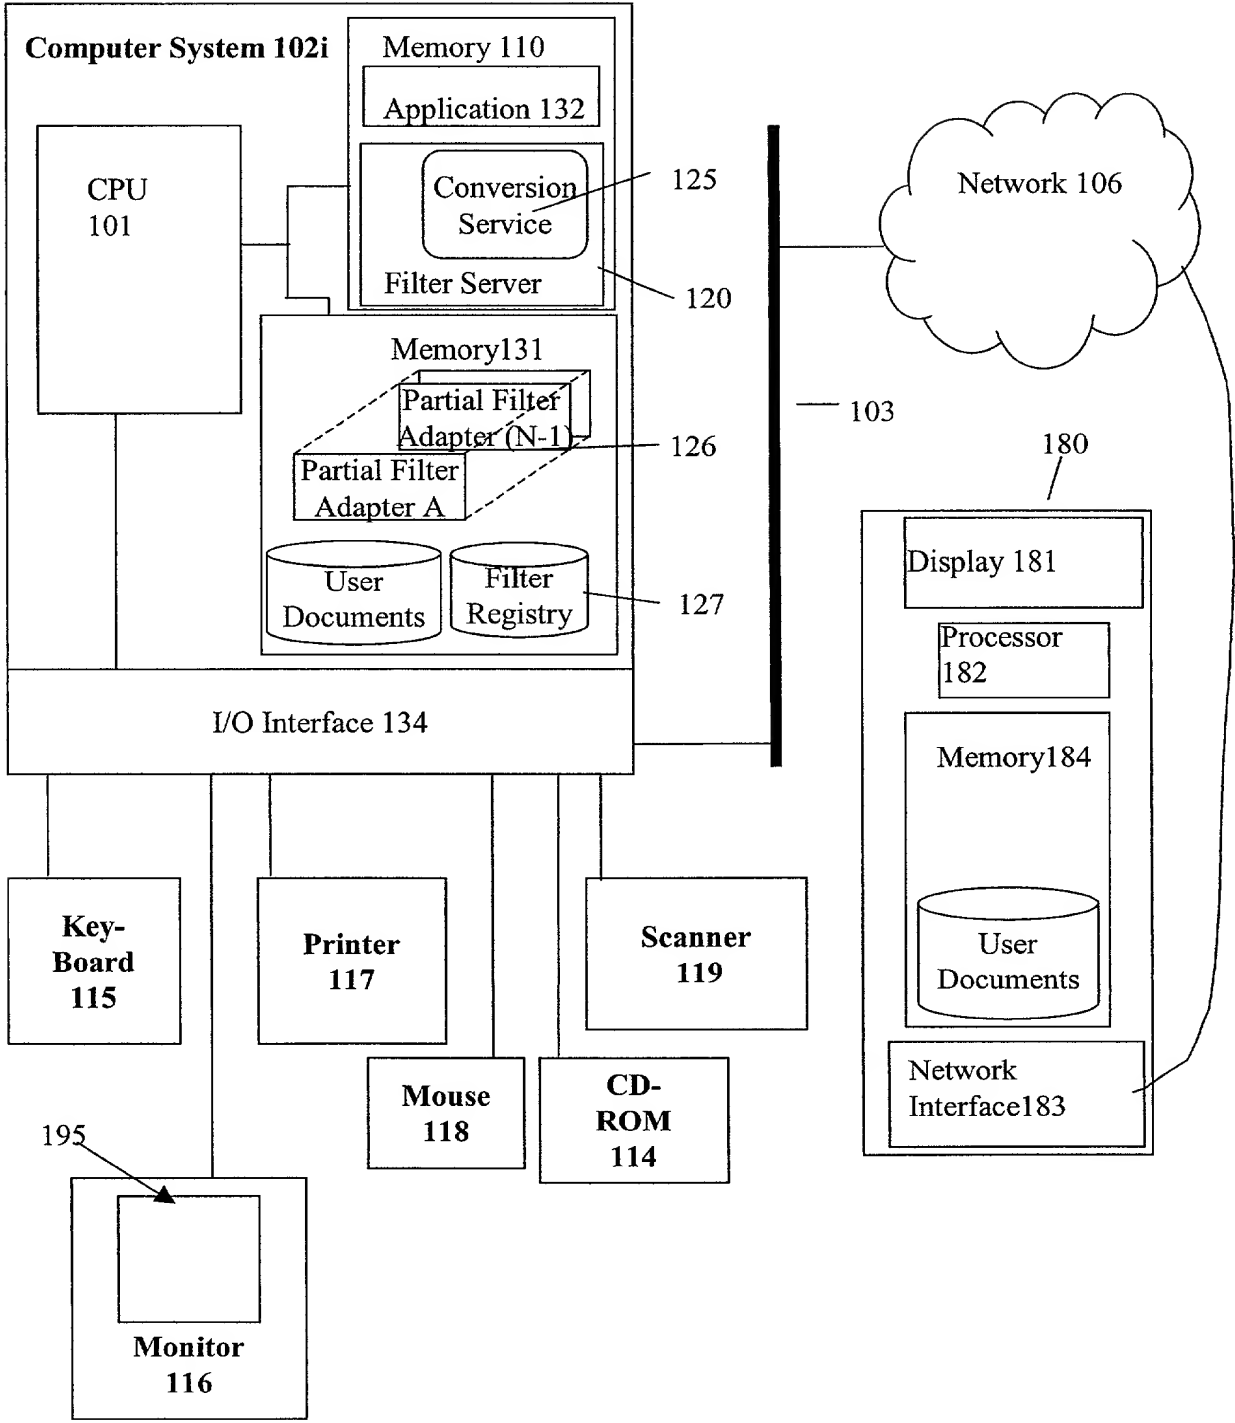 Computer System 102i
Memory 110
Application 132
CPU
101
Conversion
Service
125
Filter Server
120
Network 106
Memory131
Partial Filter
Adapter (N-1)
126
Partial Filter
Adapter A
103
User
Documents
Filter
Registry
127
180
Display 181
Processor
182
Memory184
User
Documents
Network
Interface183
I/O Interface 134
Key-
Board
115
Printer
117
Scanner
119
Mouse
118
CD-
ROM
114
195
Monitor
116